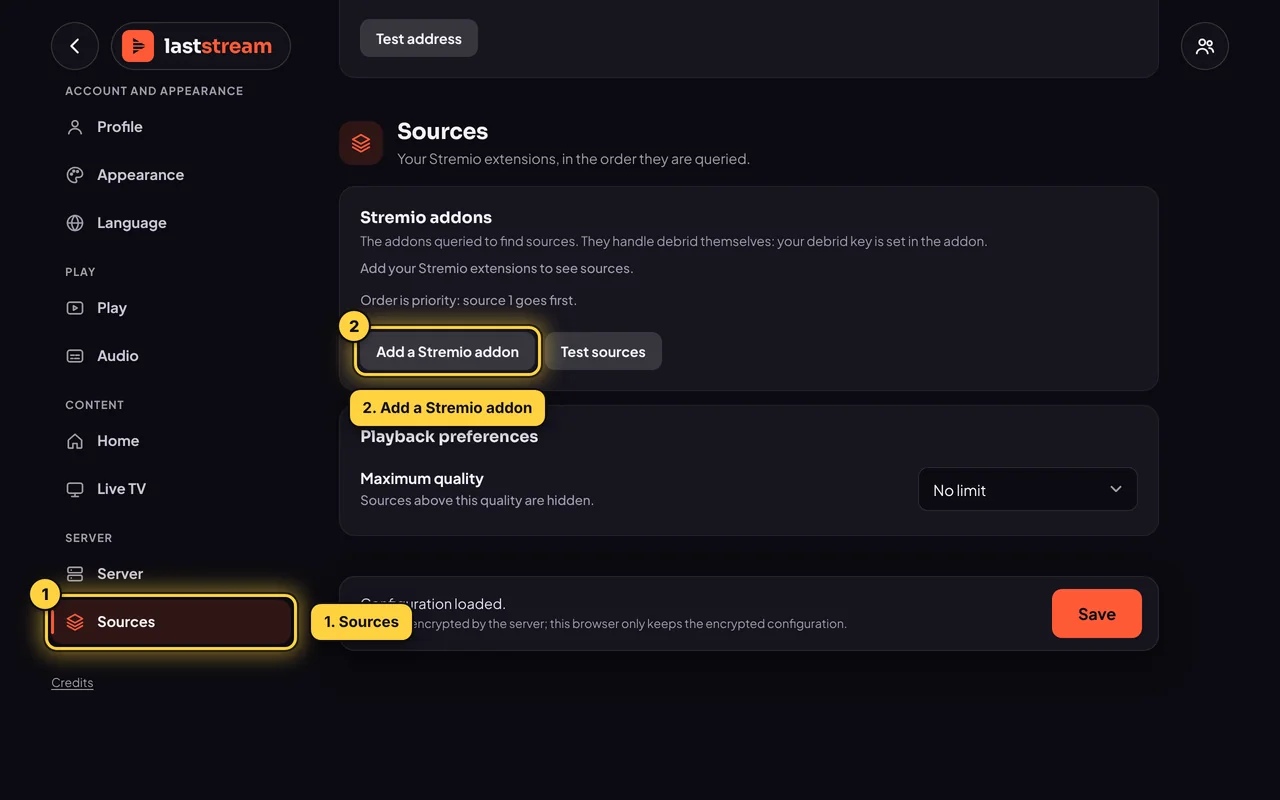 laststream
Test address
ACCOUNT AND APPEARANCE
Profile
Appearance
Language
PLAY
Play
Audio
CONTENT
Home
Live TV
SERVER
Server
1
Sources
1. Sources
Credits
Sources
Your Stremio extensions, in the order they are queried.
Stremio addons
The addons queried to find sources. They handle debrid themselves: your debrid key is set in the addon.
Add your Stremio extensions to see sources.
Order is priority: source 1 goes first.
2
Add a Stremio addon
Test sources
2. Add a Stremio addon
Playback preferences
Maximum quality
Sources above this quality are hidden.
No limit
Configuration loaded.
encrypted by the server; this browser only keeps the encrypted configuration.
Save